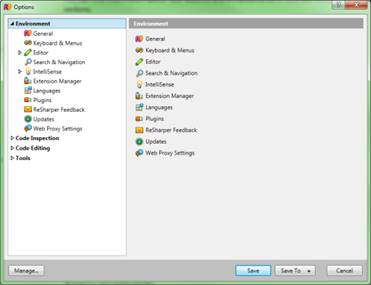 Options
Environment
General
Keyboard & Menus
Editor
Search & Navigation
IntelliSense
Extension Manager
Languages
Plugins
ReSharper Feedback
Updates
Web Proxy Settings
Code Inspection
Code Editing
Tools
Environment
General
Keyboard & Menus
Editor
Search & Navigation
IntelliSense
Extension Manager
Languages
Plugins
ReSharper Feedback
Updates
Web Proxy Settings
Manage...
Save
Save To
Cancel